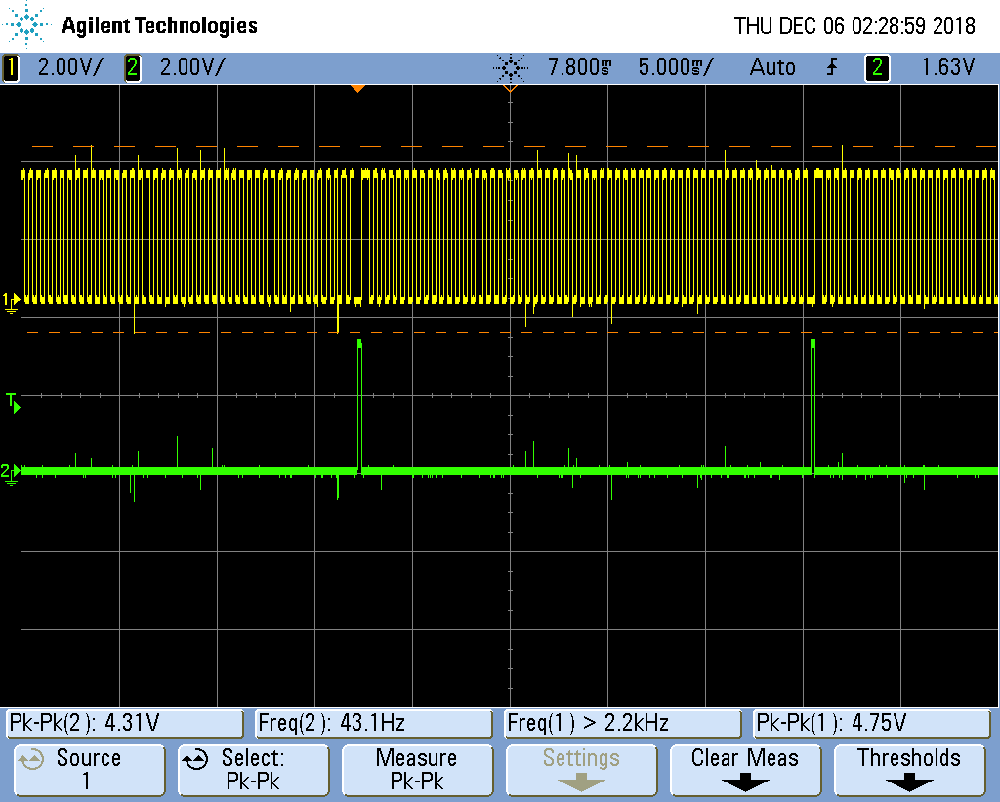 Agilent Technologies THU DEC 06 02:28:59 2018
1 2.00V/ 2 2.00V/ 7.800ms 5.000ms/ Auto 2 1.63V
1
T
2
Pk-Pk(2): 4.31V Freq(2): 43.1Hz Freq(1) > 2.2kHz Pk-Pk(1): 4.75V
Source Select: Measure Settings Clear Meas Thresholds
1 Pk-Pk Pk-Pk